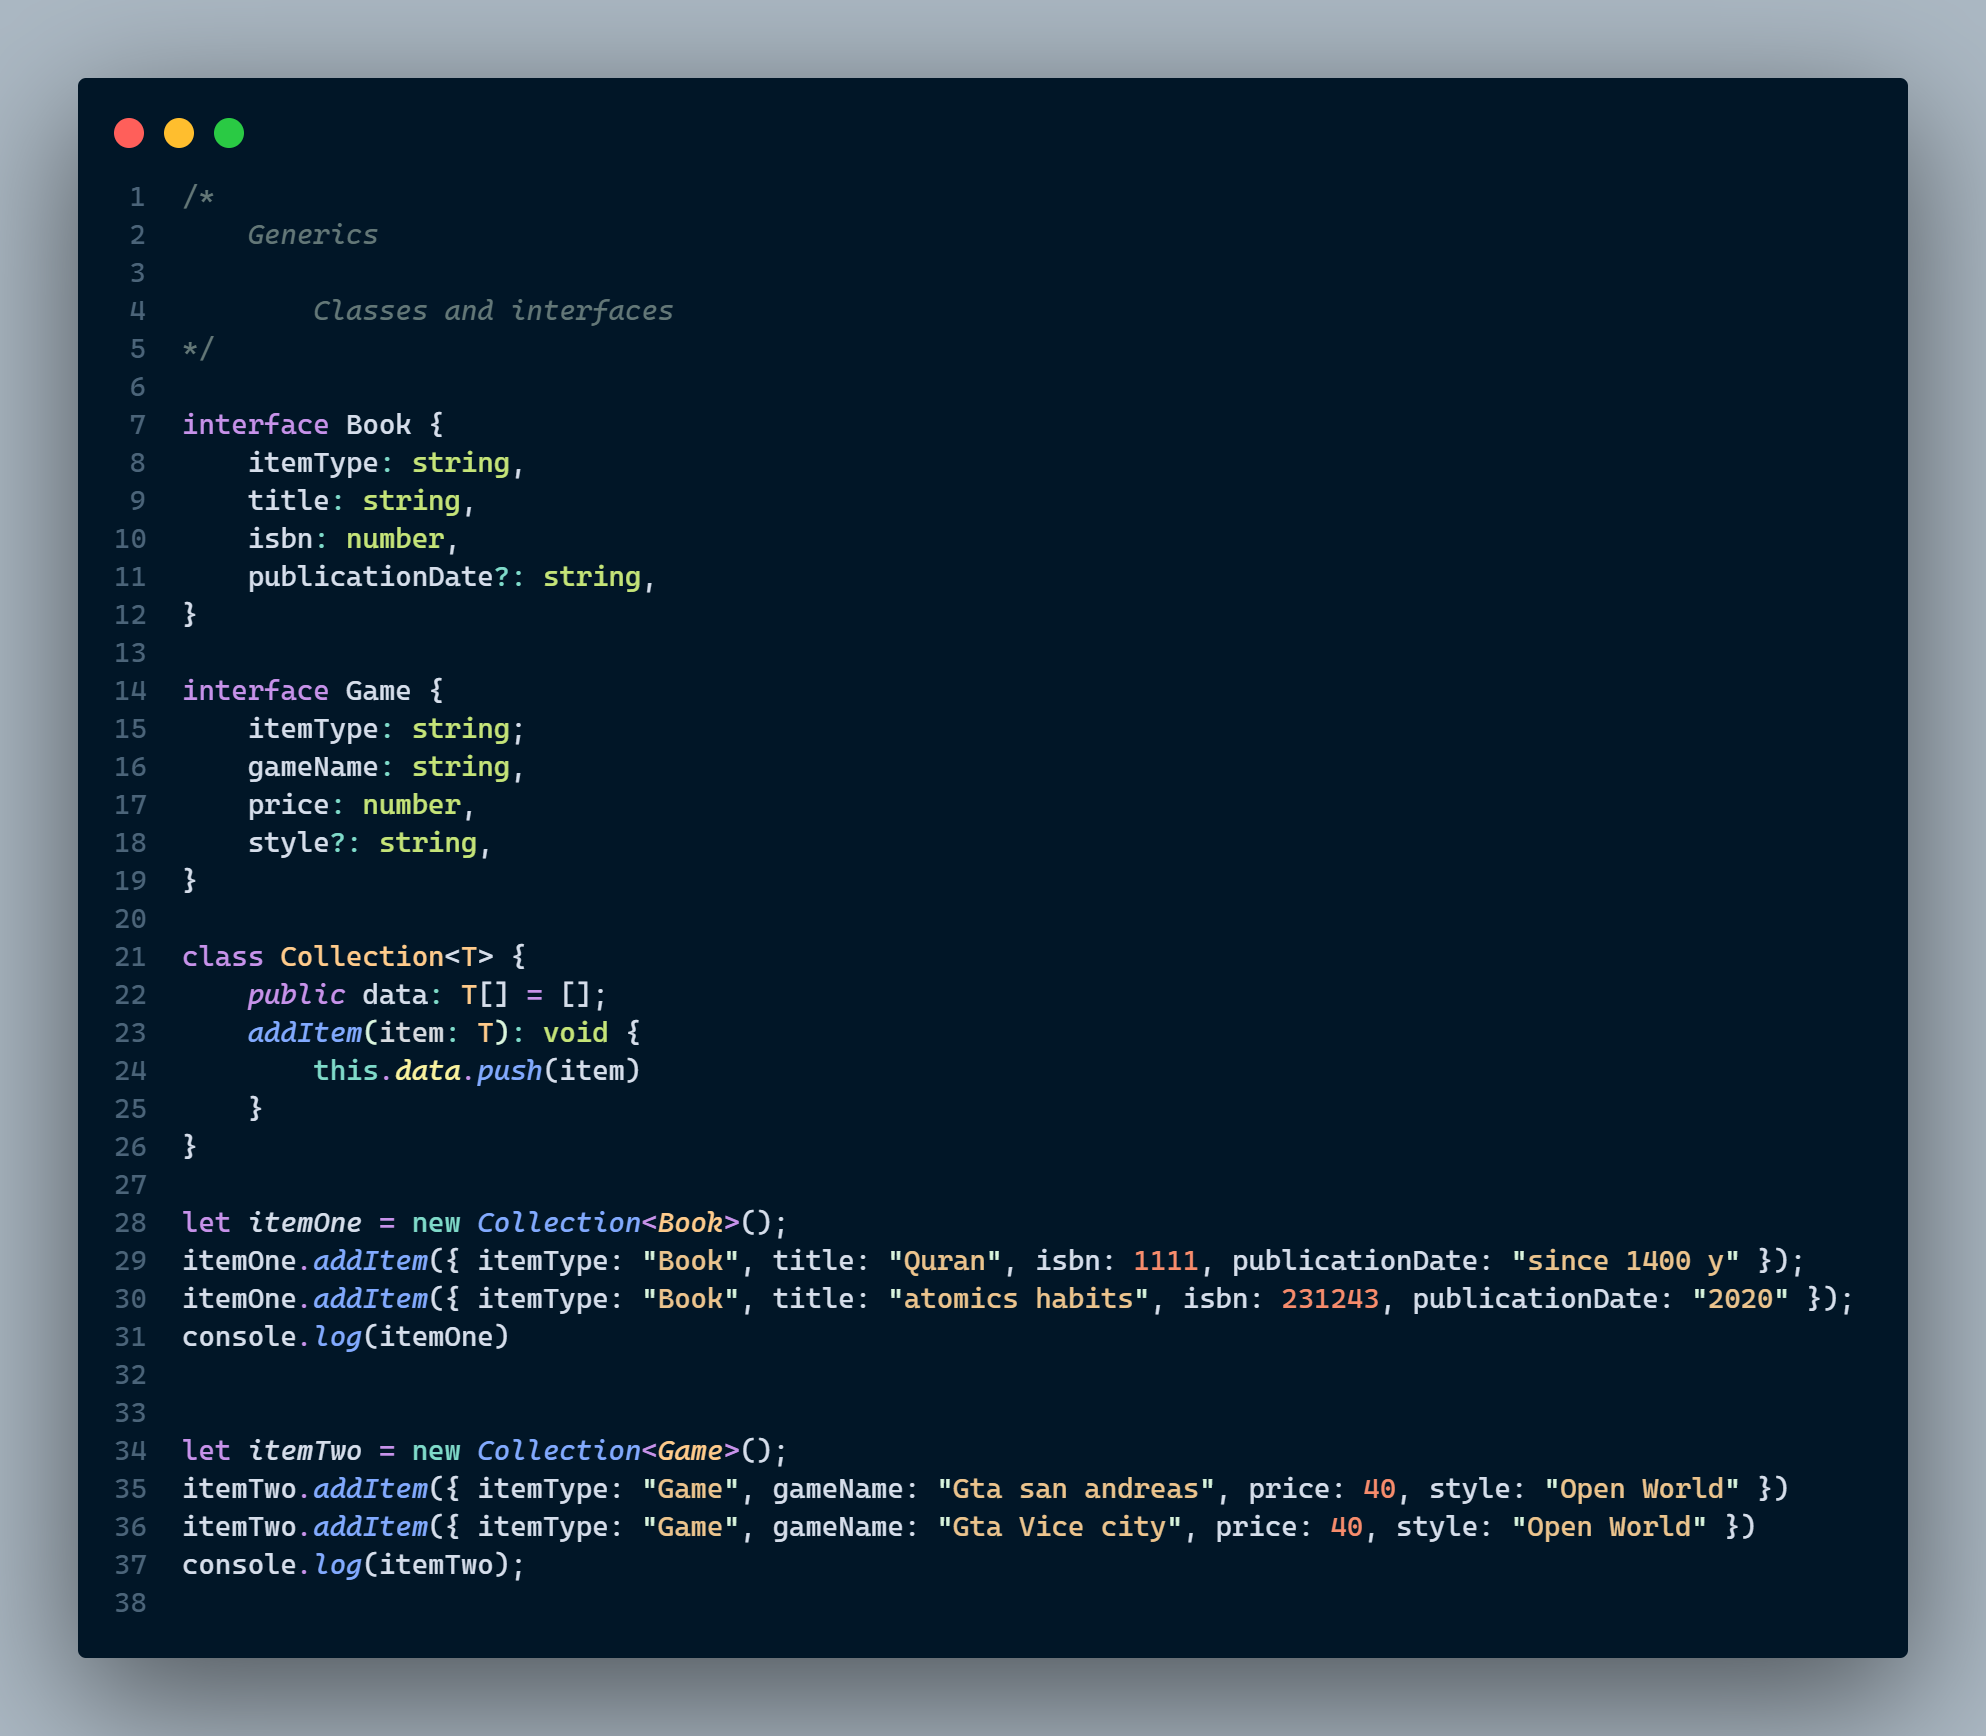 1 /*
2     Generics
3
4         Classes and interfaces
5 */
6
7 interface Book {
8     itemType: string,
9     title: string,
10     isbn: number,
11     publicationDate?: string,
12 }
13
14 interface Game {
15     itemType: string;
16     gameName: string,
17     price: number,
18     style?: string,
19 }
20
21 class Collection<T> {
22     public data: T[] = [];
23     addItem(item: T): void {
24         this.data.push(item)
25     }
26 }
27
28 let itemOne = new Collection<Book>();
29 itemOne.addItem({ itemType: "Book", title: "Quran", isbn: 1111, publicationDate: "since 1400 y" });
30 itemOne.addItem({ itemType: "Book", title: "atomics habits", isbn: 231243, publicationDate: "2020" });
31 console.log(itemOne)
32
33
34 let itemTwo = new Collection<Game>();
35 itemTwo.addItem({ itemType: "Game", gameName: "Gta san andreas", price: 40, style: "Open World" })
36 itemTwo.addItem({ itemType: "Game", gameName: "Gta Vice city", price: 40, style: "Open World" })
37 console.log(itemTwo);
38